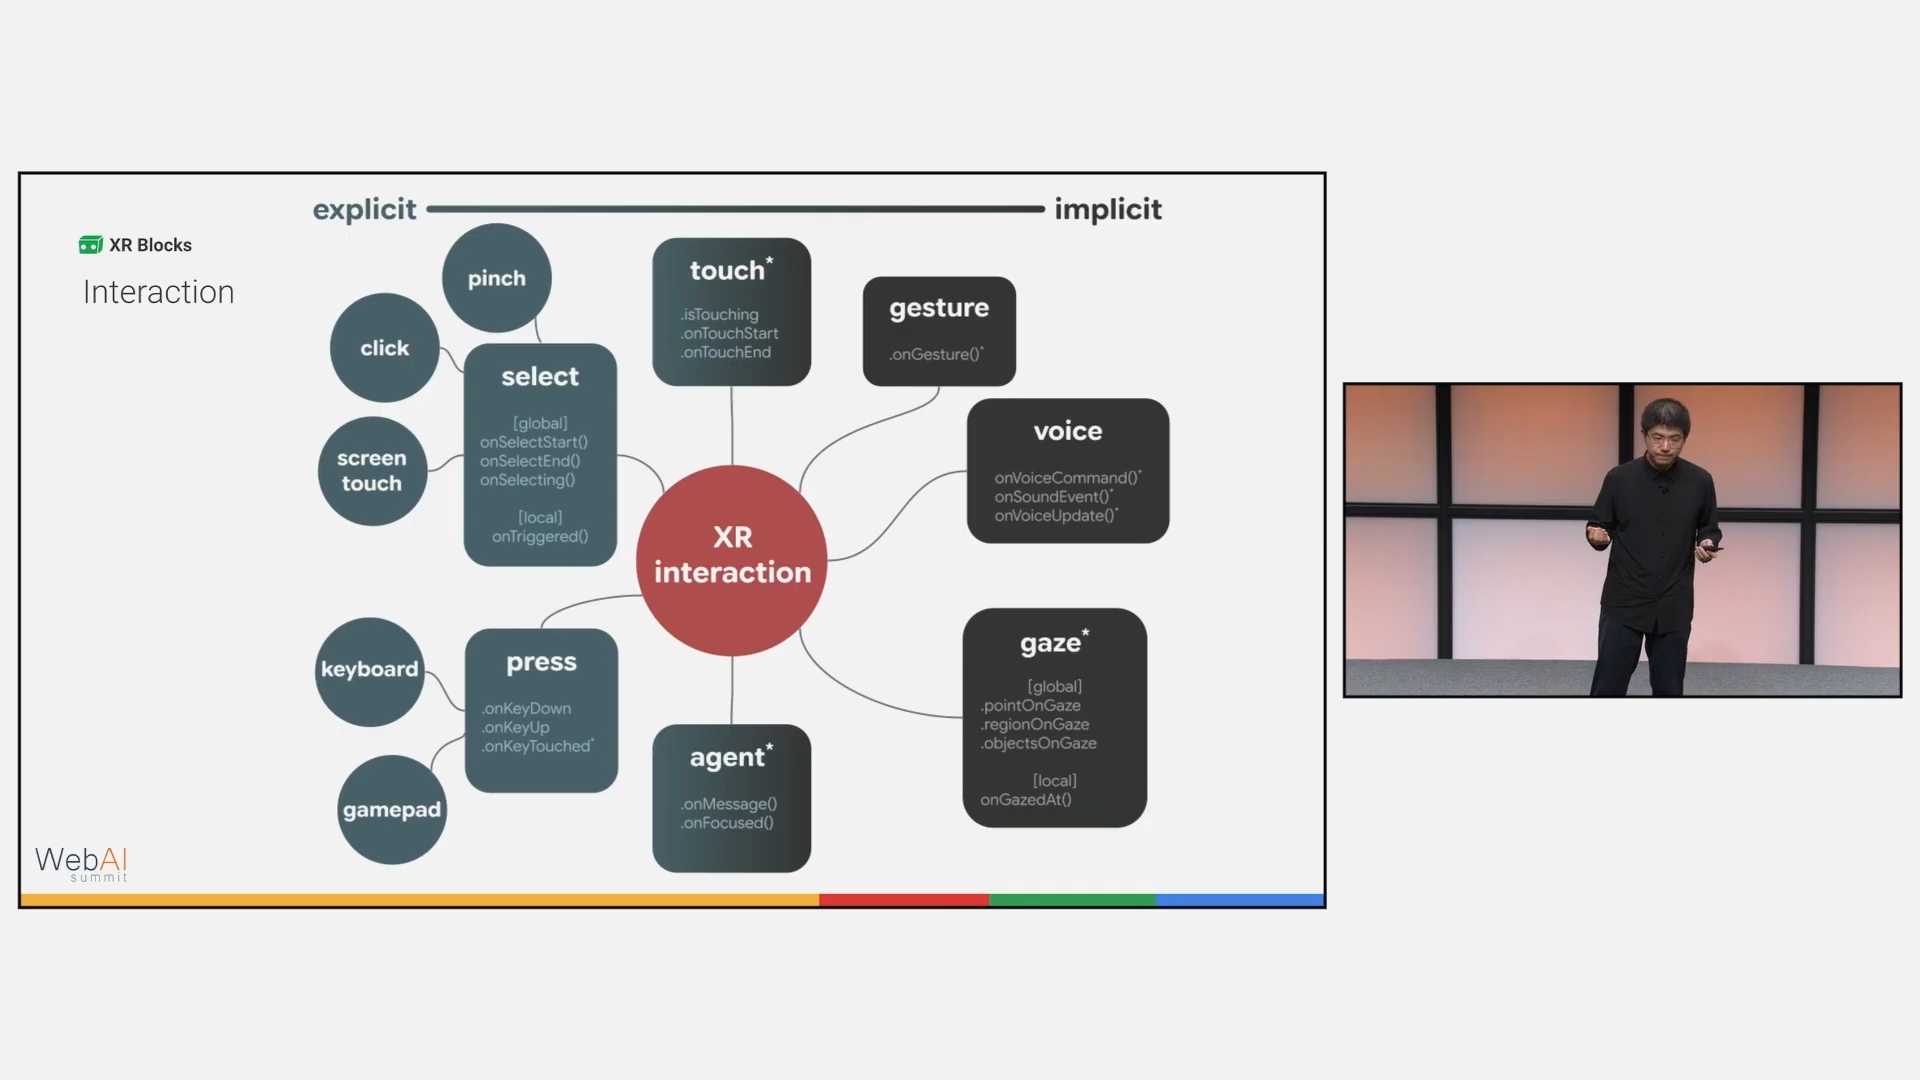 explicit
implicit
XR Blocks
Interaction
pinch
click
screen
touch
select
[global]
onSelectStart()
onSelectEnd()
onSelecting()
[local]
onTriggered()
touch*
.isTouching
.onTouchStart
.onTouchEnd
gesture
.onGesture()*
voice
onVoiceCommand()*
onSoundEvent()*
onVoiceUpdate()*
XR
interaction
keyboard
gamepad
press
.onKeyDown
.onKeyUp
.onKeyTouched*
agent*
.onMessage()
.onFocused()
gaze*
[global]
.pointOnGaze
.regionOnGaze
.objectsOnGaze
[local]
onGazedAt()
WebAI
summit